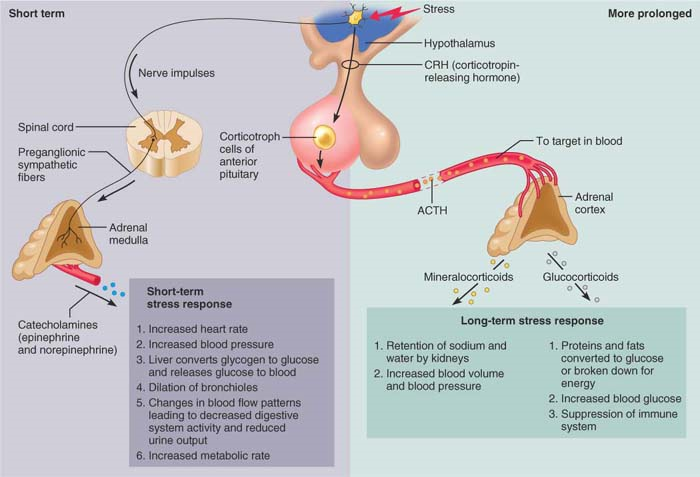 Short term
Stress
More prolonged
Hypothalamus
CRH (corticotropin-
releasing hormone)
Nerve impulses
Spinal cord
Preganglionic
sympathetic
fibers
Corticotroph
cells of
anterior
pituitary
To target in blood
ACTH
Adrenal
cortex
Adrenal
medulla
Mineralocorticoids
Glucocorticoids
Catecholamines
(epinephrine
and norepinephrine)
Short-term
stress response
1. Increased heart rate
2. Increased blood pressure
3. Liver converts glycogen to glucose
and releases glucose to blood
4. Dilation of bronchioles
5. Changes in blood flow patterns
leading to decreased digestive
system activity and reduced
urine output
6. Increased metabolic rate
Long-term stress response
1. Retention of sodium and
water by kidneys
2. Increased blood volume
and blood pressure
1. Proteins and fats
converted to glucose
or broken down for
energy
2. Increased blood glucose
3. Suppression of immune
system